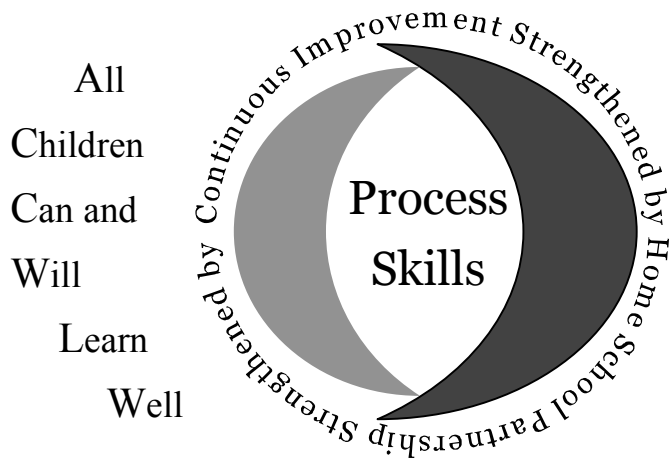 All
Children
Can and
Will
Learn
Well
Process
Skills
Strengthened by Continuous Improvement Strengthened by Home School Partnership